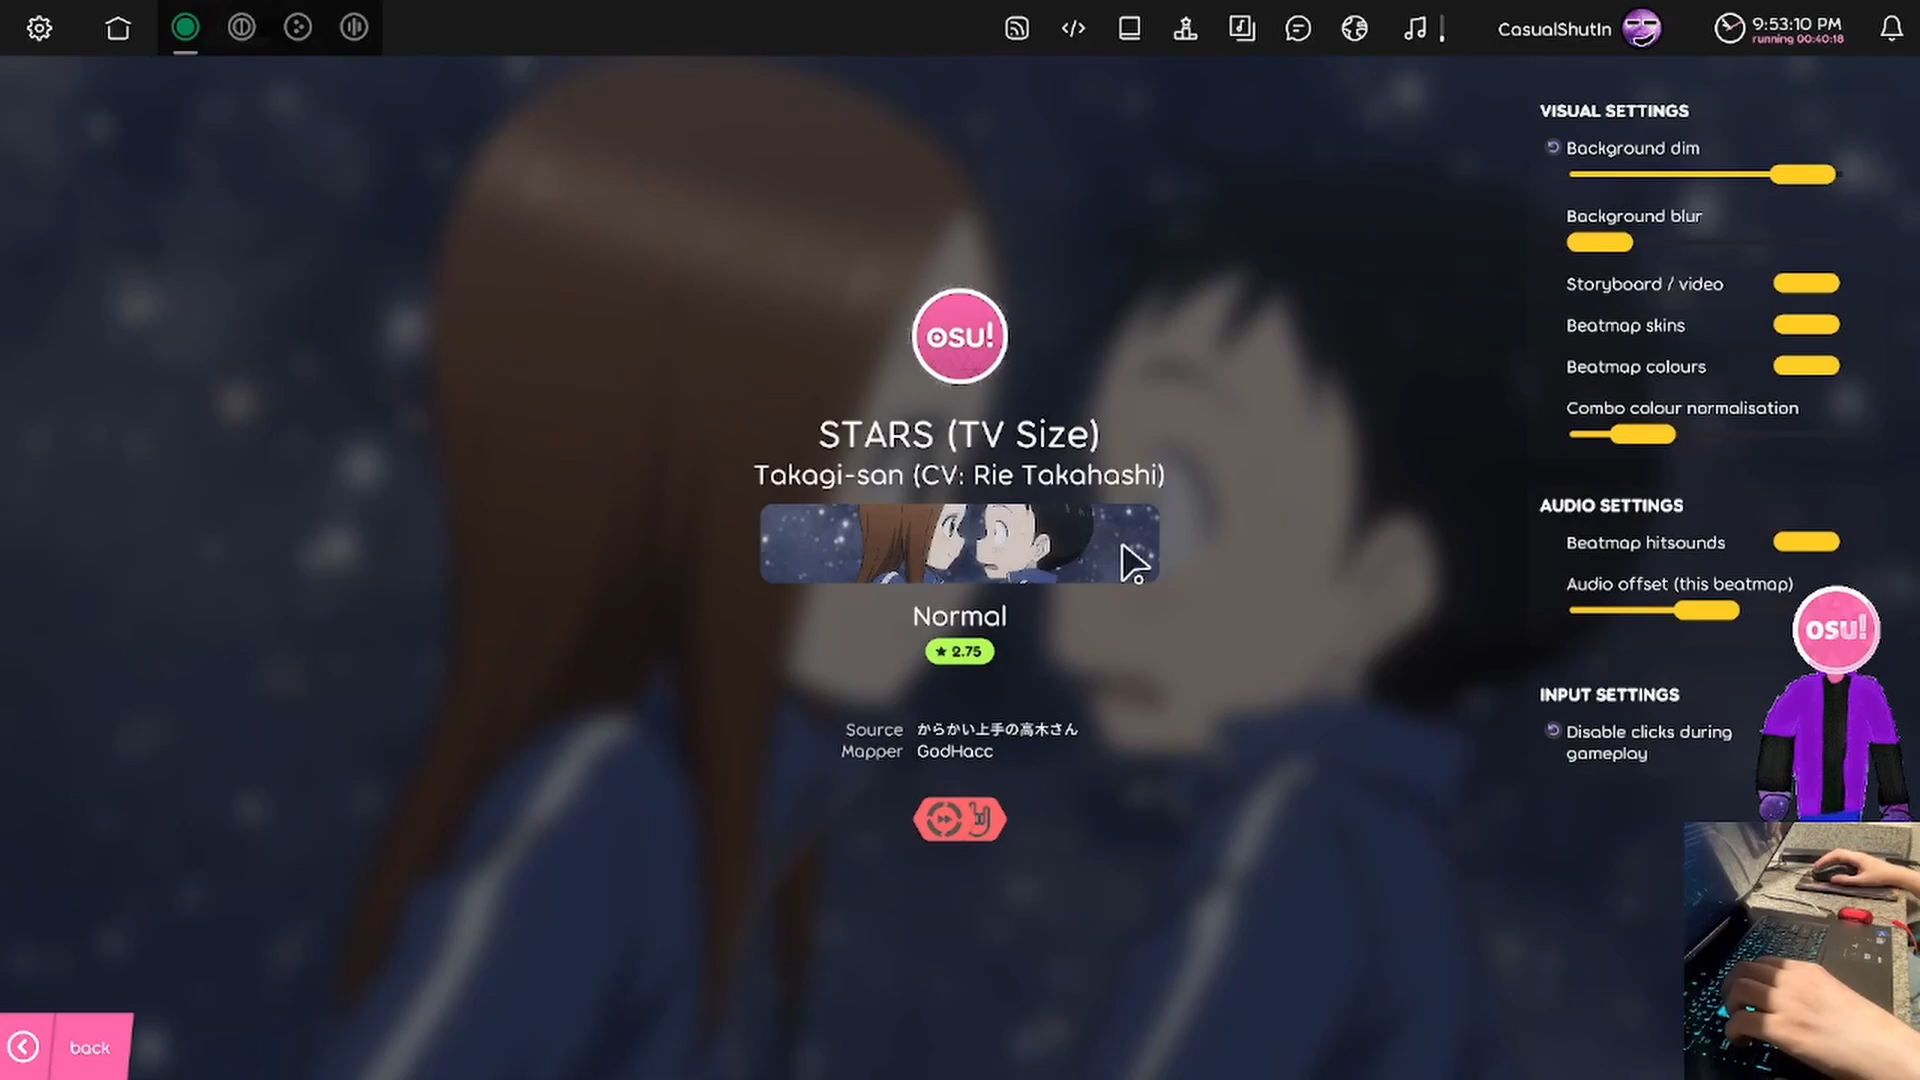 CasualShutIn
9:53:10 PM
running 00:40:18
VISUAL SETTINGS
Background dim
Background blur
Storyboard / video
Beatmap skins
Beatmap colours
Combo colour normalisation
AUDIO SETTINGS
Beatmap hitsounds
Audio offset (this beatmap)
INPUT SETTINGS
Disable clicks during
gameplay
osu!
osu!
STARS (TV Size)
Takagi-san (CV: Rie Takahashi)
Normal
★ 2.75
Source からかい上手の高木さん
Mapper GodHacc
back